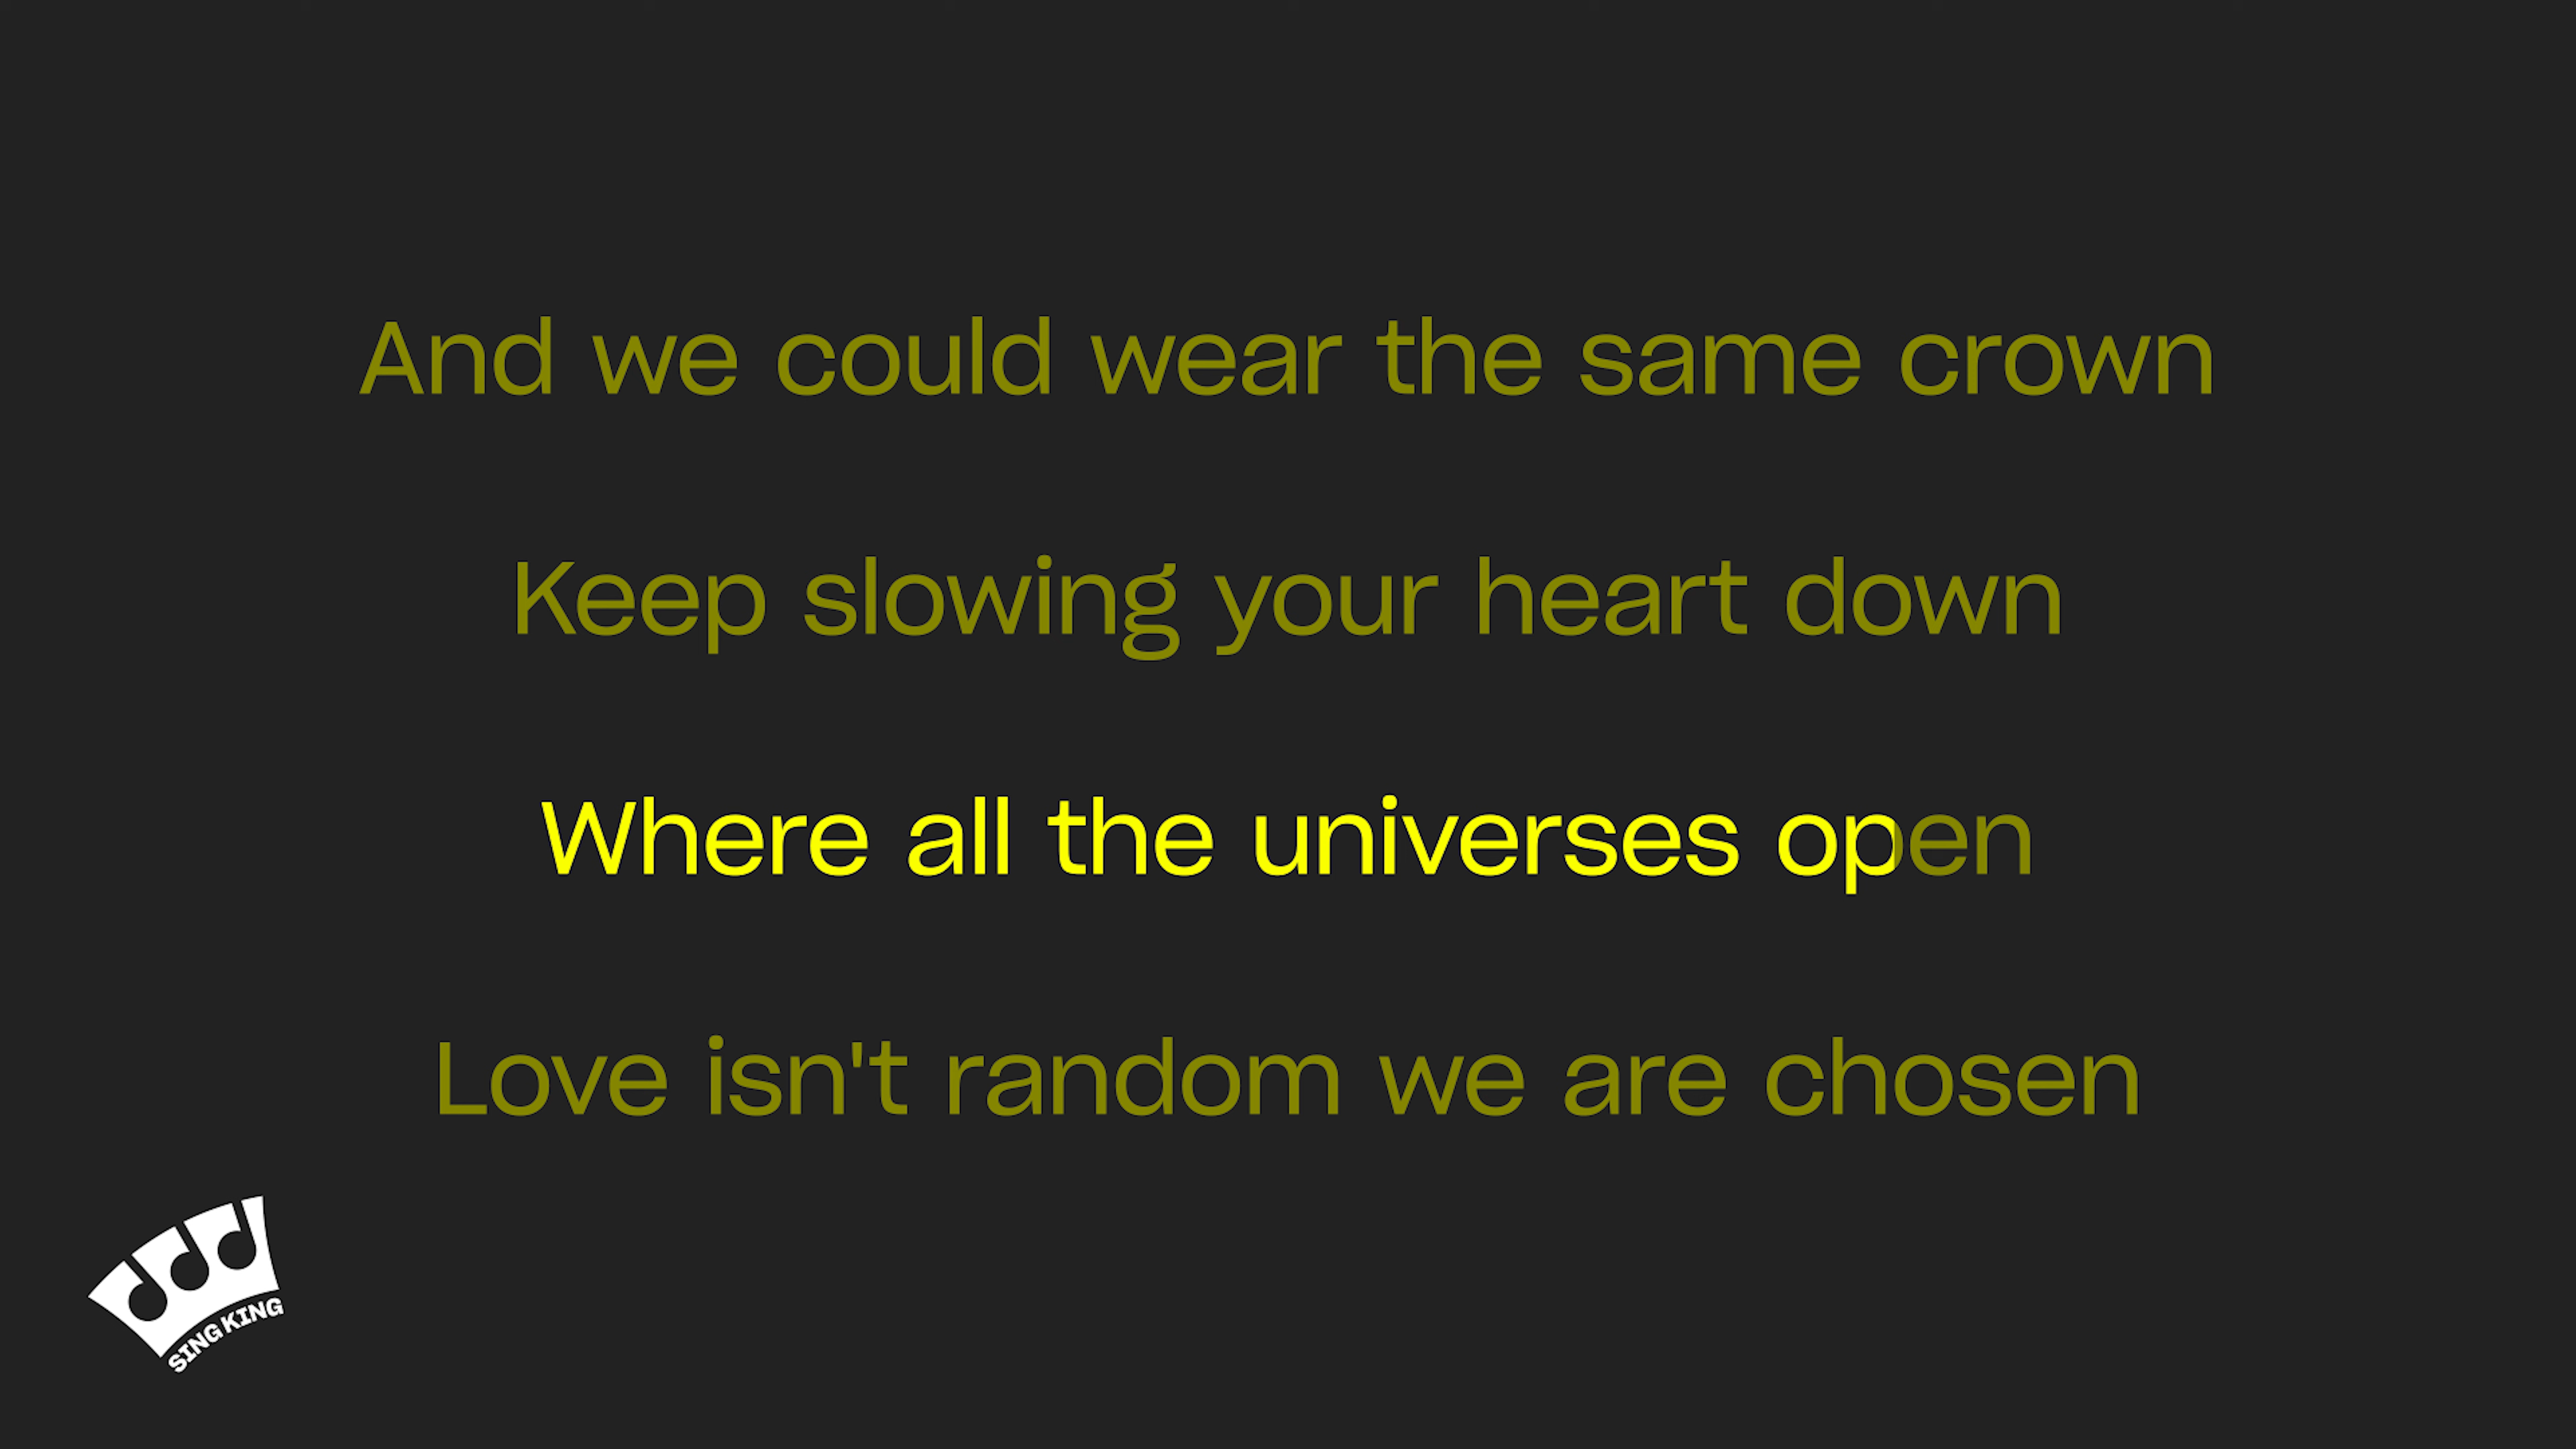 And we could wear the same crown
Keep slowing your heart down
Where all the universes open
Love isn't random we are chosen
SING KING